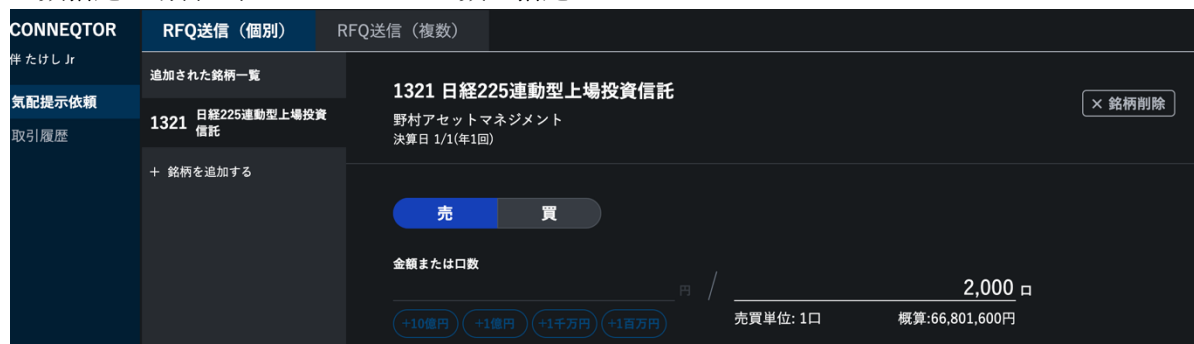 CONNEQTOR
伴 たけし Jr
気配提示依頼
取引履歴
RFQ送信（個別）
RFQ送信（複数）
追加された銘柄一覧
1321 日経225連動型上場投資
信託
＋ 銘柄を追加する
1321 日経225連動型上場投資信託
野村アセットマネジメント
決算日 1/1(年1回)
× 銘柄削除
売
買
金額または口数
円 / 2,000 口
+10億円 +1億円 +1千万円 +1百万円
売買単位: 1口
概算:66,801,600円